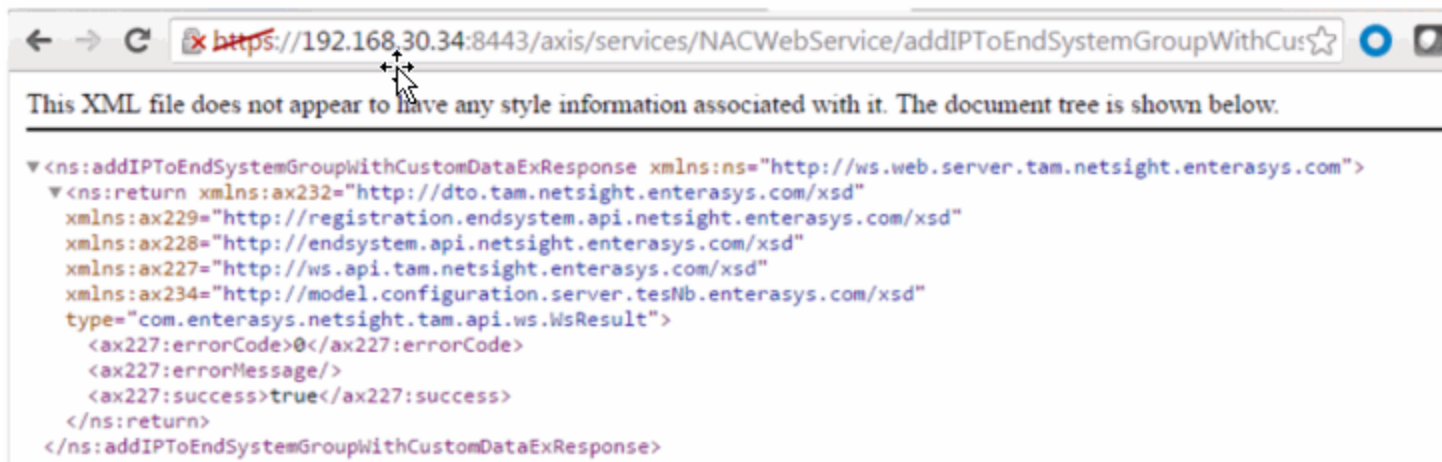 https://192.168.30.34:8443/axis/services/NACWebService/addIPToEndSystemGroupWithCus
This XML file does not appear to have any style information associated with it. The document tree is shown below.
<ns:addIPToEndSystemGroupWithCustomDataExResponse xmlns:ns="http://ws.web.server.tam.netsight.enterasys.com">
<ns:return xmlns:ax232="http://dto.tam.netsight.enterasys.com/xsd"
xmlns:ax229="http://registration.endsystem.api.netsight.enterasys.com/xsd"
xmlns:ax228="http://endsystem.api.netsight.enterasys.com/xsd"
xmlns:ax227="http://ws.api.tam.netsight.enterasys.com/xsd"
xmlns:ax234="http://model.configuration.server.tesNb.enterasys.com/xsd"
type="com.enterasys.netsight.tam.api.ws.WsResult">
<ax227:errorCode>0</ax227:errorCode>
<ax227:errorMessage/>
<ax227:success>true</ax227:success>
</ns:return>
</ns:addIPToEndSystemGroupWithCustomDataExResponse>